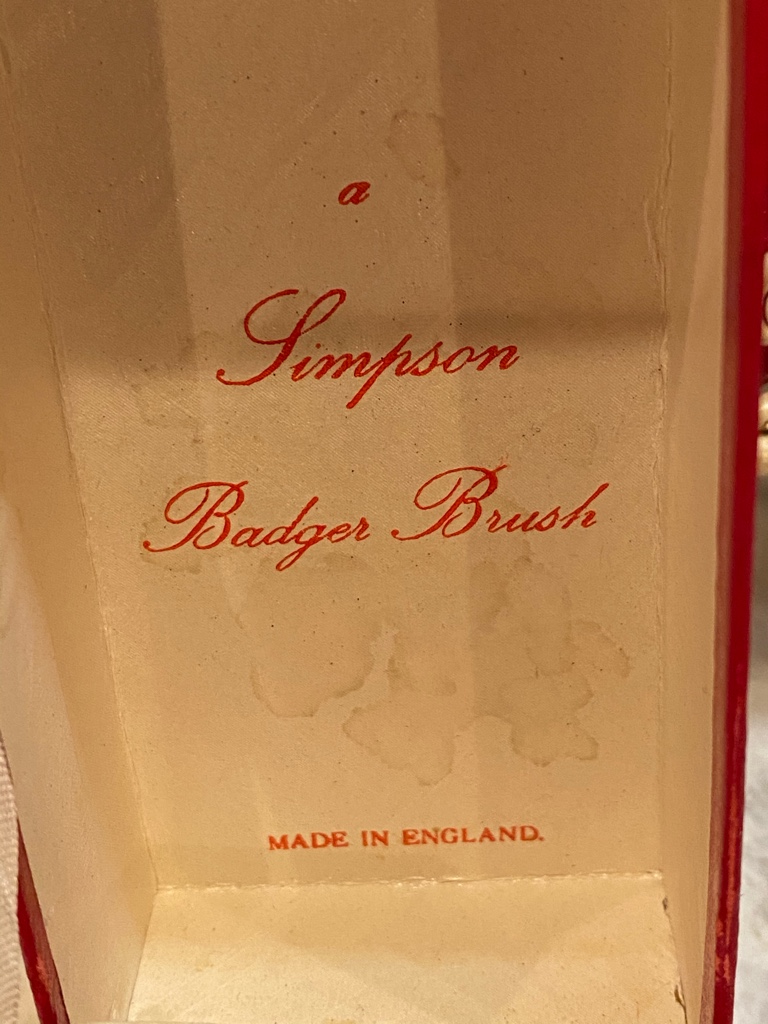 a
Simpson
Badger Brush
MADE IN ENGLAND.